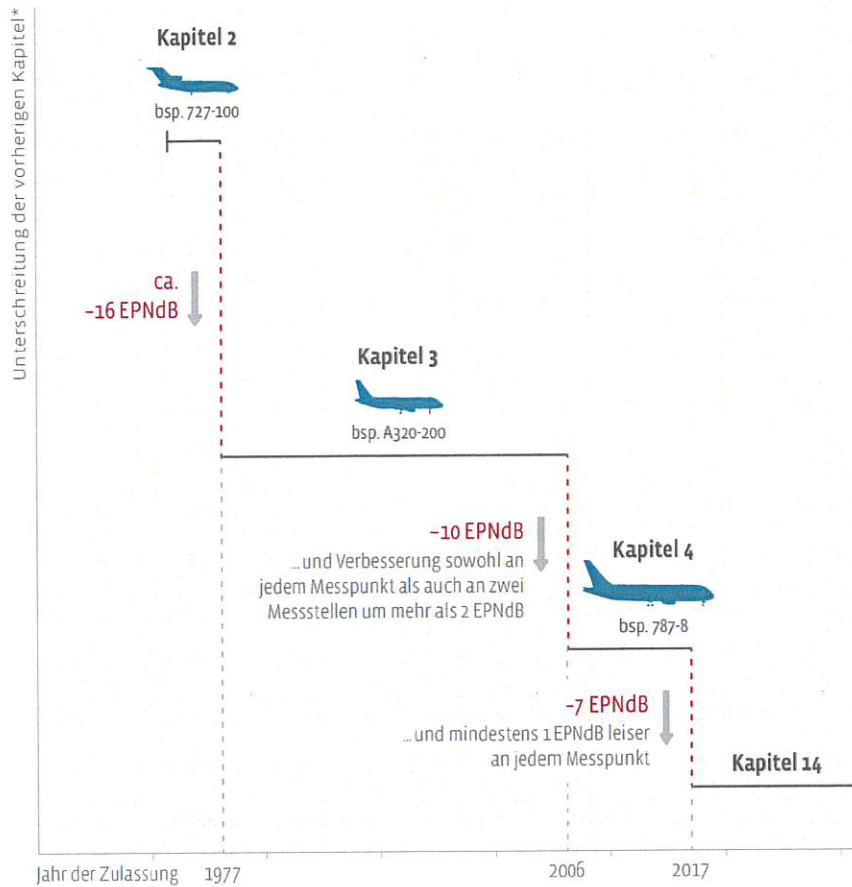 Unterschreitung der vorherigen Kapitel*
Kapitel 2
bsp. 727-100
ca.
-16 EPNdB
Kapitel 3
bsp. A320-200
-10 EPNdB
...und Verbesserung sowohl an
jedem Messpunkt als auch an zwei
Messstellen um mehr als 2 EPNdB
Kapitel 4
bsp. 787-8
-7 EPNdB
...und mindestens 1 EPNdB leiser
an jedem Messpunkt
Kapitel 14
Jahr der Zulassung 1977 2006 2017